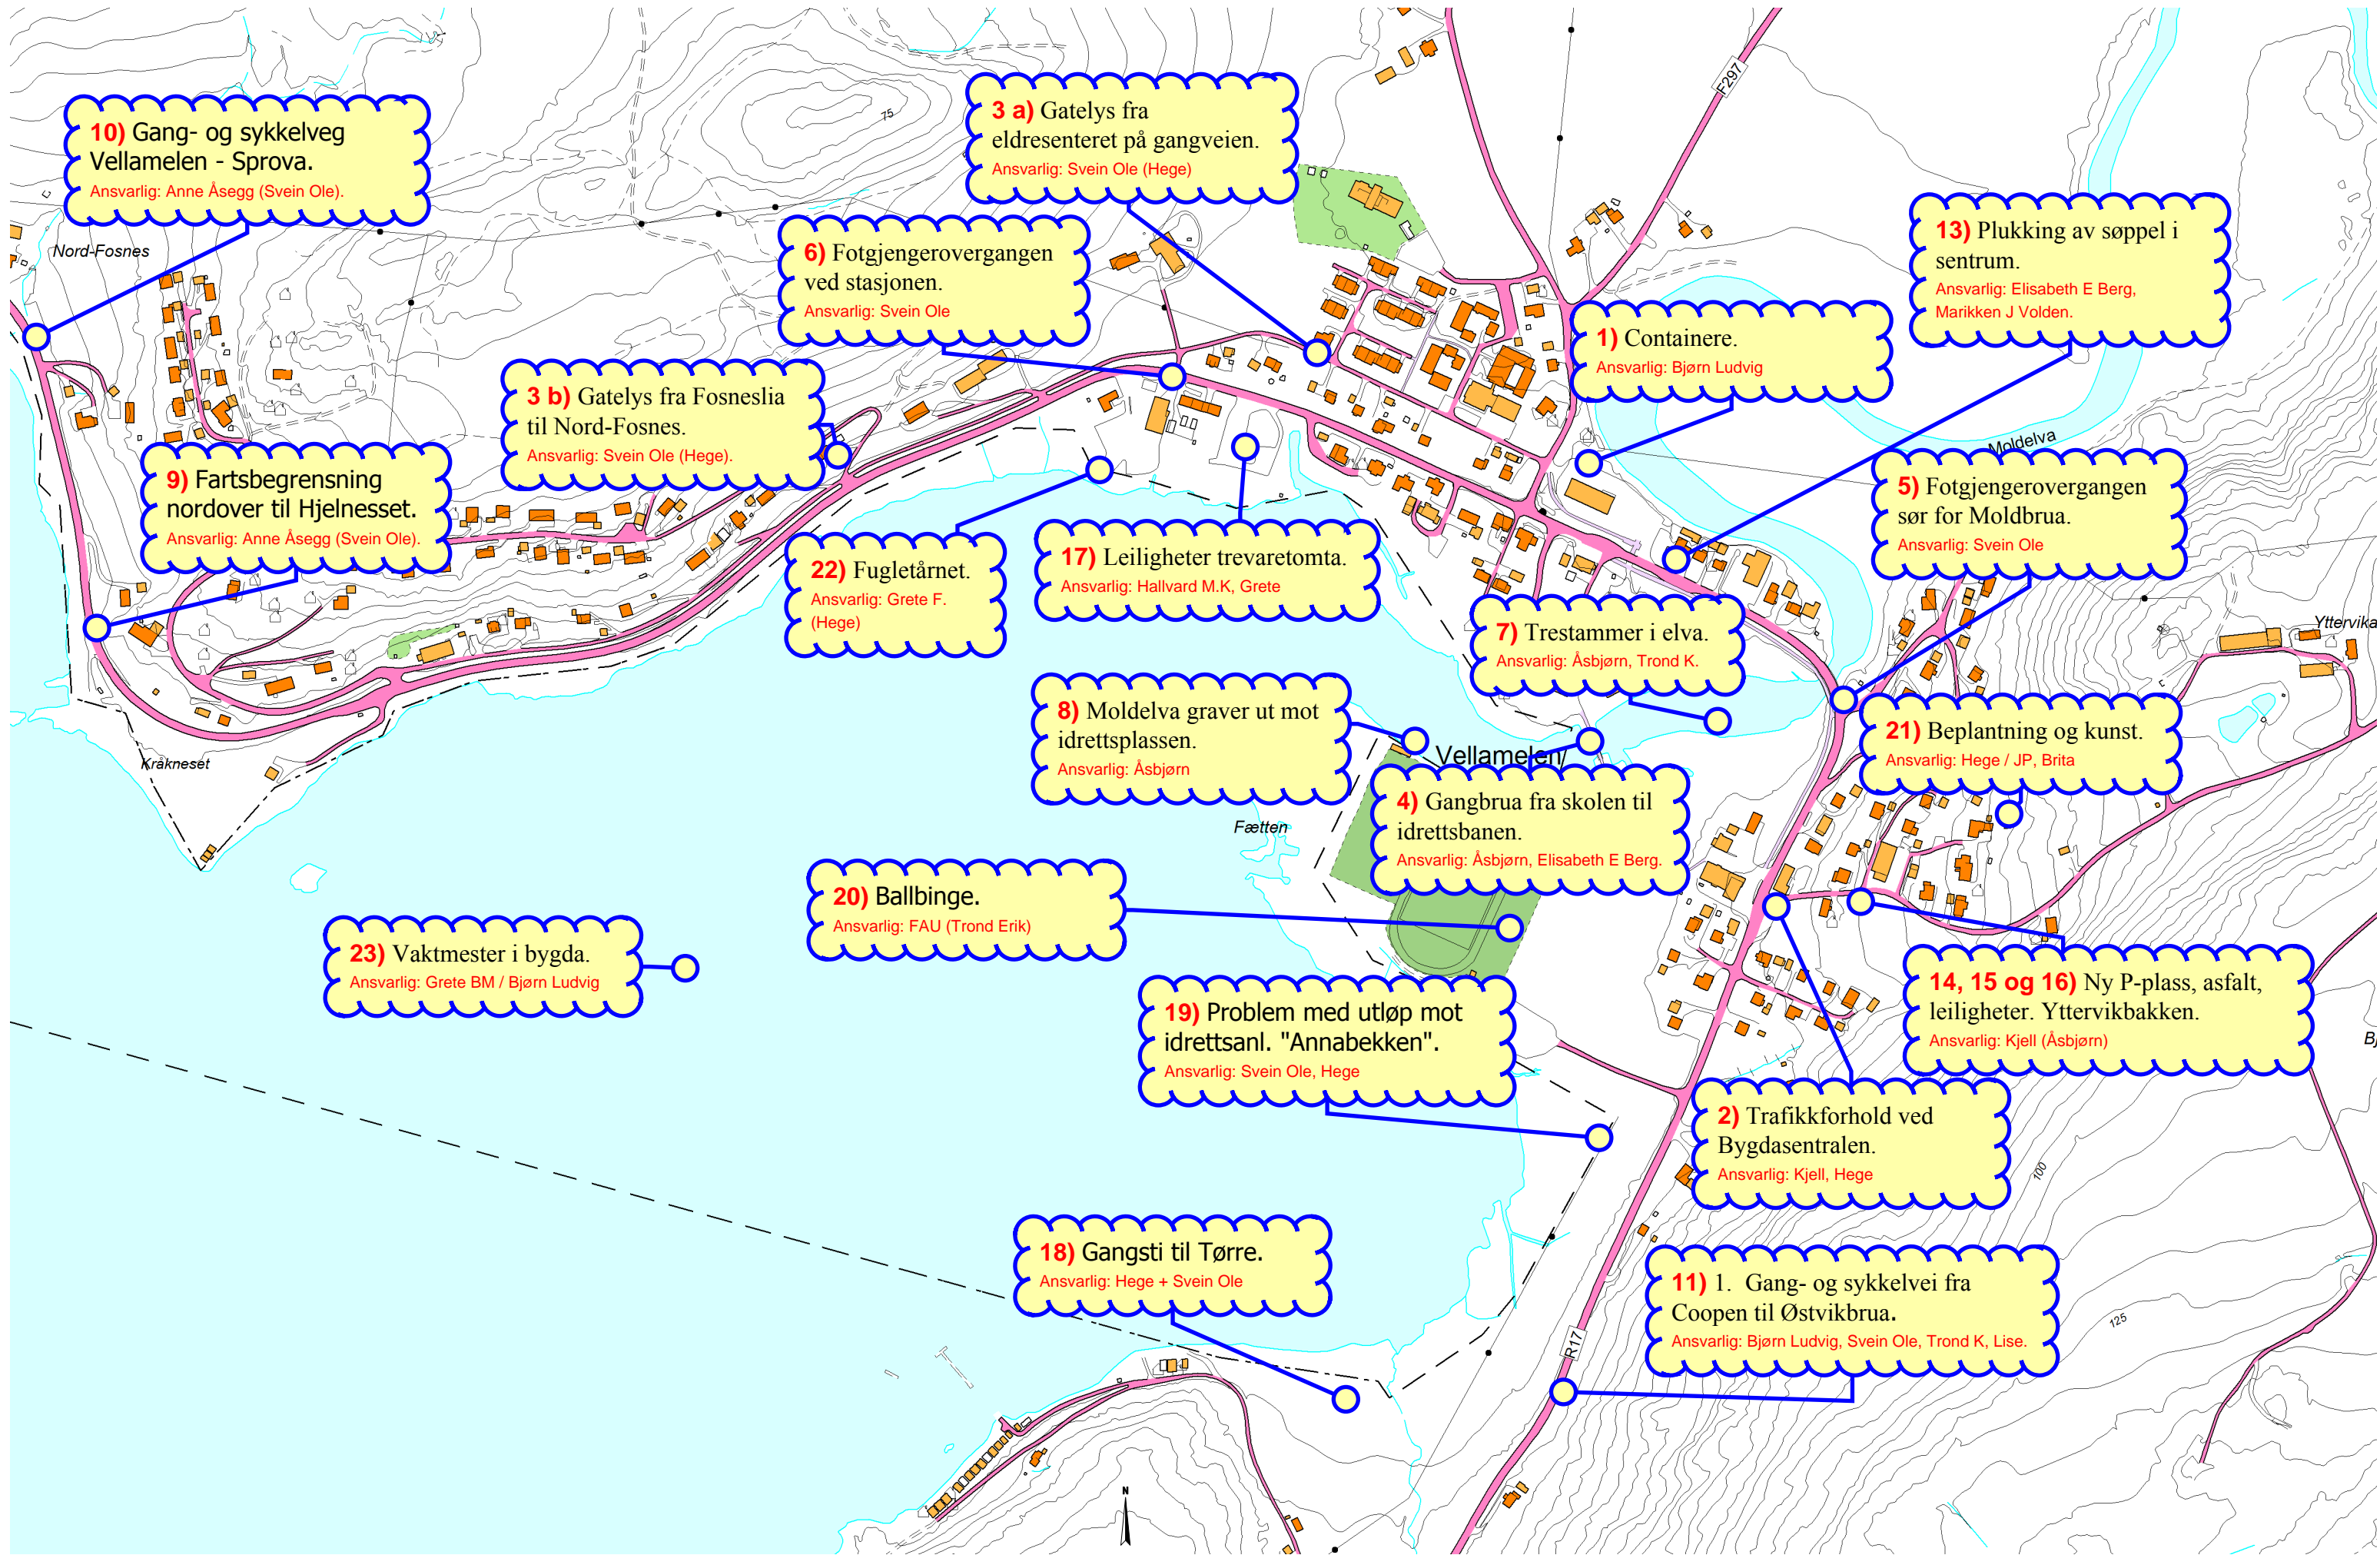 10) Gang- og sykkelveg
Vellamelen - Sprova.
Ansvarlig: Anne Åsegg (Svein Ole).
3 a) Gatelys fra
eldresenteret på gangveien.
Ansvarlig: Svein Ole (Hege)
F297
75
6) Fotgjengerovergangen
ved stasjonen.
Ansvarlig: Svein Ole
13) Plukking av søppel i
sentrum.
Ansvarlig: Elisabeth E Berg,
Marikken J Volden.
Nord-Fosnes
1) Containere.
Ansvarlig: Bjørn Ludvig
3 b) Gatelys fra Fosneslia
til Nord-Fosnes.
Ansvarlig: Svein Ole (Hege).
Moldelva
9) Fartsbegrensning
nordover til Hjelnesset.
Ansvarlig: Anne Åsegg (Svein Ole).
5) Fotgjengerovergangen
sør for Moldbrua.
Ansvarlig: Svein Ole
22) Fugletårnet.
Ansvarlig: Grete F.
(Hege)
17) Leiligheter trevaretomta.
Ansvarlig: Hallvard M.K, Grete
7) Trestammer i elva.
Ansvarlig: Åsbjørn, Trond K.
Yttervika
8) Moldelva graver ut mot
idrettsplassen.
Ansvarlig: Åsbjørn
Vellamelen/
21) Beplantning og kunst.
Ansvarlig: Hege / JP, Brita
Kråkneset
4) Gangbrua fra skolen til
idrettsbanen.
Ansvarlig: Åsbjørn, Elisabeth E Berg.
Fætten
20) Ballbinge.
Ansvarlig: FAU (Trond Erik)
23) Vaktmester i bygda.
Ansvarlig: Grete BM / Bjørn Ludvig
14, 15 og 16) Ny P-plass, asfalt,
leiligheter. Yttervikbakken.
Ansvarlig: Kjell (Åsbjørn)
19) Problem med utløp mot
idrettsanl. "Annabekken".
Ansvarlig: Svein Ole, Hege
Bj
2) Trafikkforhold ved
Bygdasentralen.
Ansvarlig: Kjell, Hege
100
18) Gangsti til Tørre.
Ansvarlig: Hege + Svein Ole
11) 1. Gang- og sykkelvei fra
Coopen til Østvikbrua.
Ansvarlig: Bjørn Ludvig, Svein Ole, Trond K, Lise.
R17
125
N